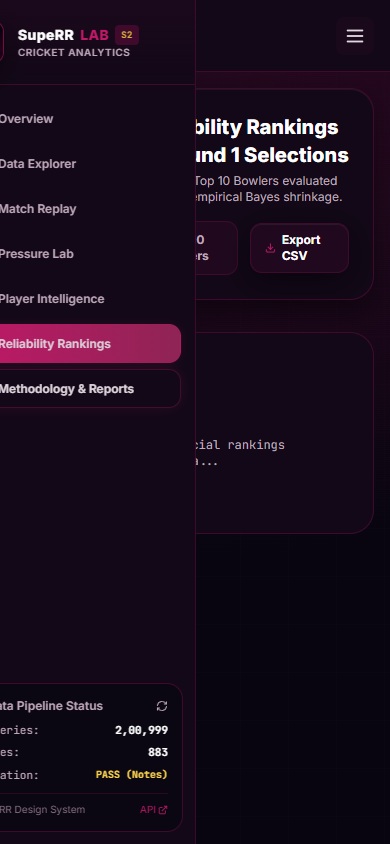 SupeRR LAB S2
CRICKET ANALYTICS
Overview
Data Explorer
Match Replay
Pressure Lab
Player Intelligence
Reliability Rankings
Methodology & Reports
bility Rankings
und 1 Selections
Top 10 Bowlers evaluated
empirical Bayes shrinkage.
0
ers
Export
CSV
cial rankings
a...
ata Pipeline Status
eries: 2,00,999
es: 883
ation: PASS (Notes)
RR Design System API